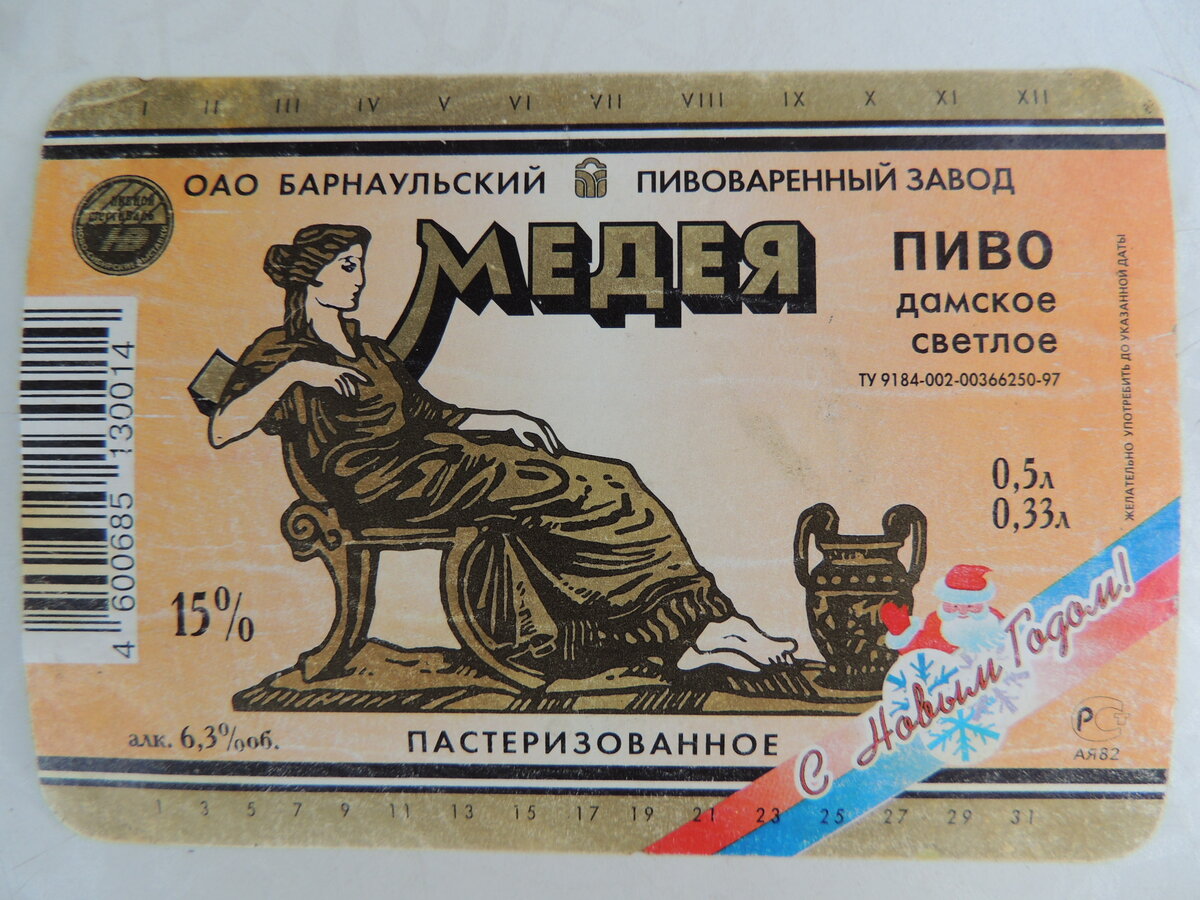 I II III IV V VI VII VIII IX X XI XII
ОАО БАРНАУЛЬСКИЙ ПИВОВАРЕННЫЙ ЗАВОД
МЕДЕЯ
ПИВО
дамское
светлое
ТУ 9184-002-00366250-97
0,5л
0,33л
ЖЕЛАТЕЛЬНО УПОТРЕБИТЬ ДО УКАЗАННОЙ ДАТЫ
4 600685 130014
15%
алк. 6,3%об.
ПАСТЕРИЗОВАННОЕ
С Новым Годом!
РС
АЯ82
1 3 5 7 9 11 13 15 17 19 21 23 25 27 29 31